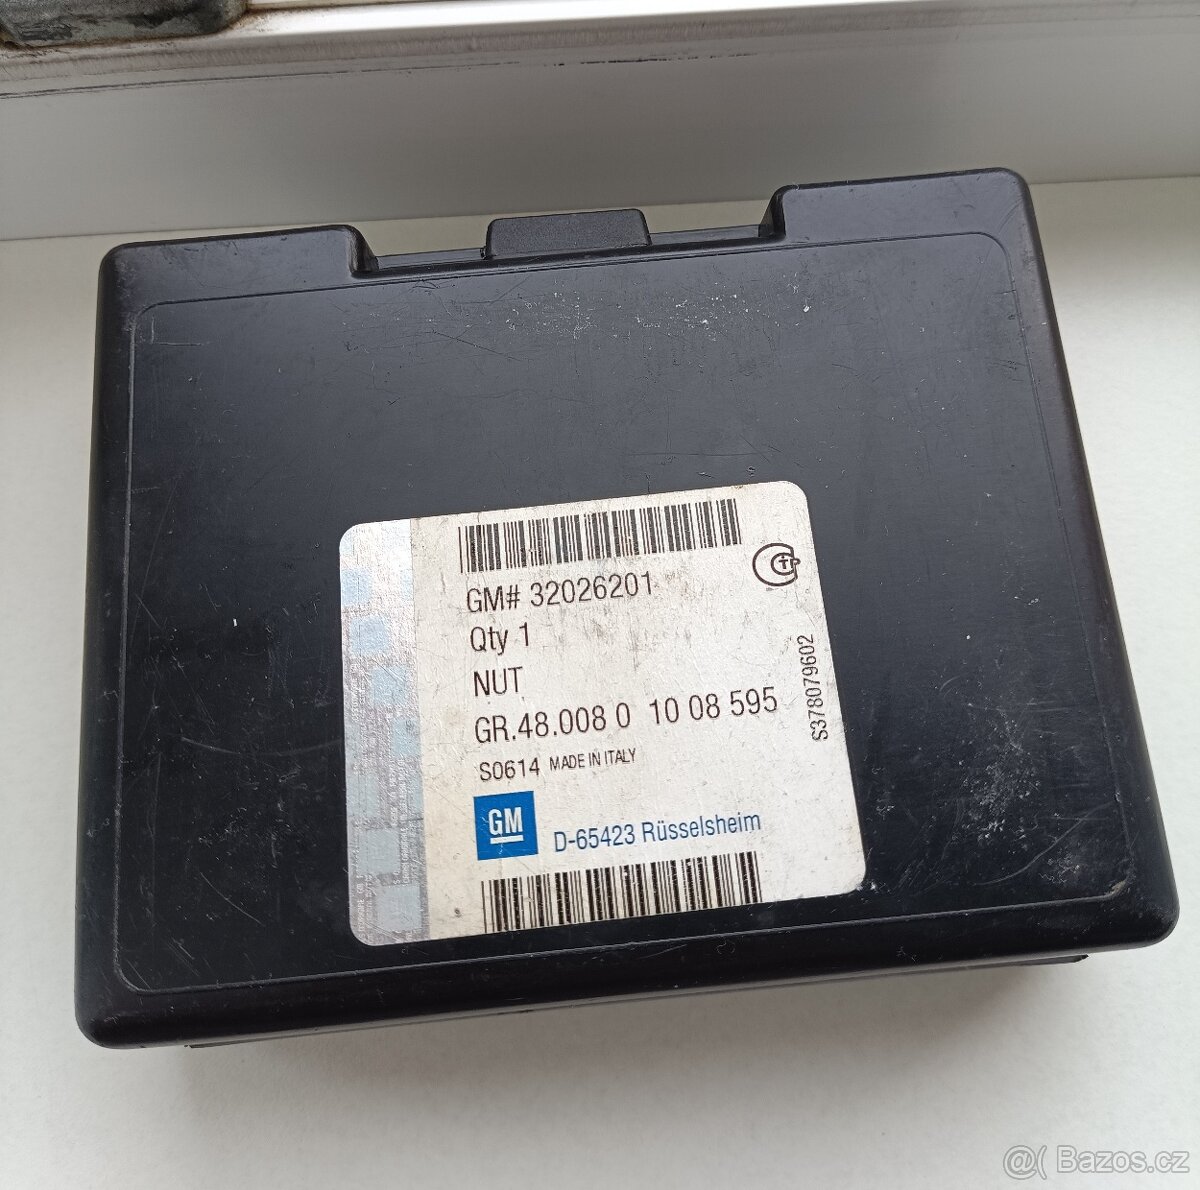 GM# 32026201
Qty 1
NUT
GR.48.008 0 10 08 595
S0614 MADE IN ITALY
GM
D-65423 Rüsselsheim
S378079602
@( Bazos.cz